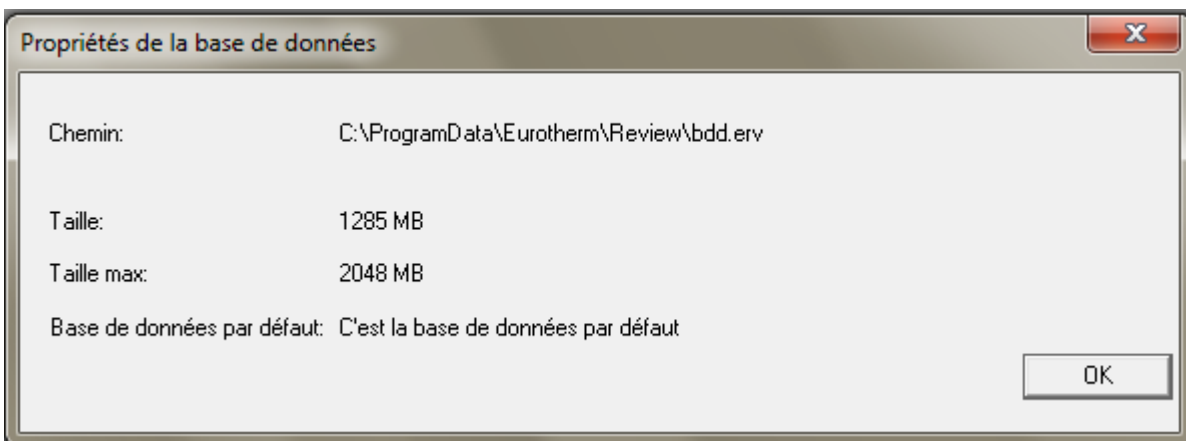 Propriétés de la base de données
Chemin: C:\ProgramData\Eurotherm\Review\bdd.erv
Taille: 1285 MB
Taille max: 2048 MB
Base de données par défaut: C'est la base de données par défaut
OK